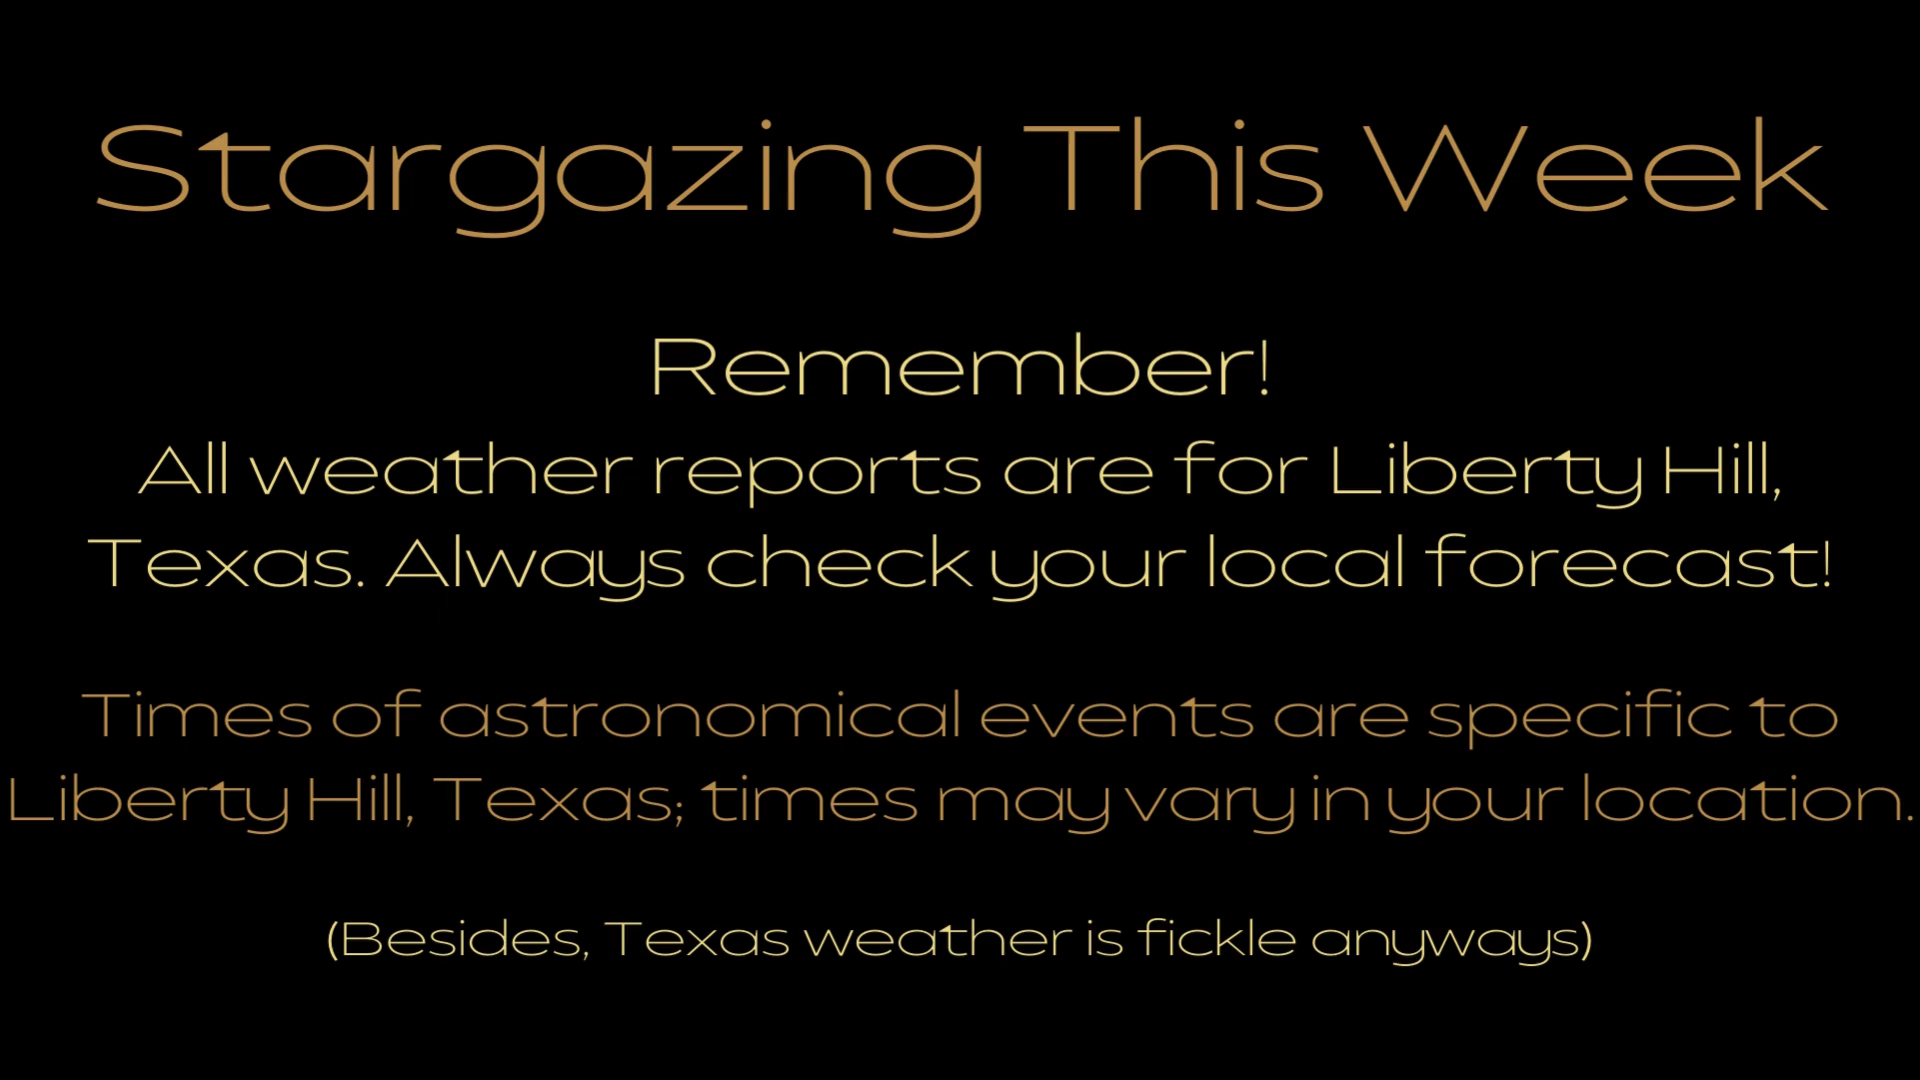 Stargazing This Week
Remember!
All weather reports are for Liberty Hill,
Texas. Always check your local forecast!
Times of astronomical events are specific to
Liberty Hill, Texas; times may vary in your location.
(Besides, Texas weather is fickle anyways)